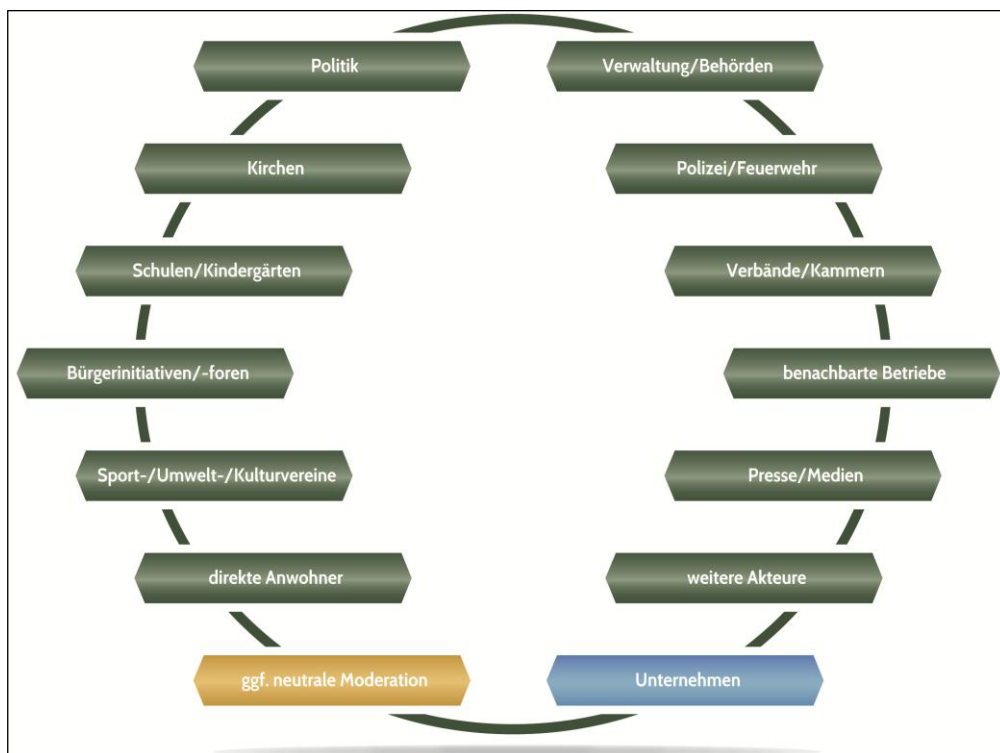 Politik
Verwaltung/Behörden
Kirchen
Polizei/Feuerwehr
Schulen/Kindergärten
Verbände/Kammern
Bürgerinitiativen/-foren
benachbarte Betriebe
Sport-/Umwelt-/Kulturvereine
Presse/Medien
direkte Anwohner
weitere Akteure
ggf. neutrale Moderation
Unternehmen